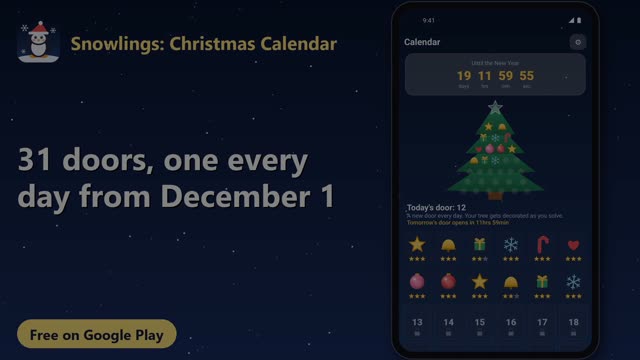 Snowlings: Christmas Calendar
31 doors, one every
day from December 1
Free on Google Play
9:41
Calendar
Until the New Year
19 11 59 55
days hrs min sec
Today's door: 12
A new door every day. Your tree gets decorated as you solve.
Tomorrow's door opens in 11hrs 59min
13 14 15 16 17 18